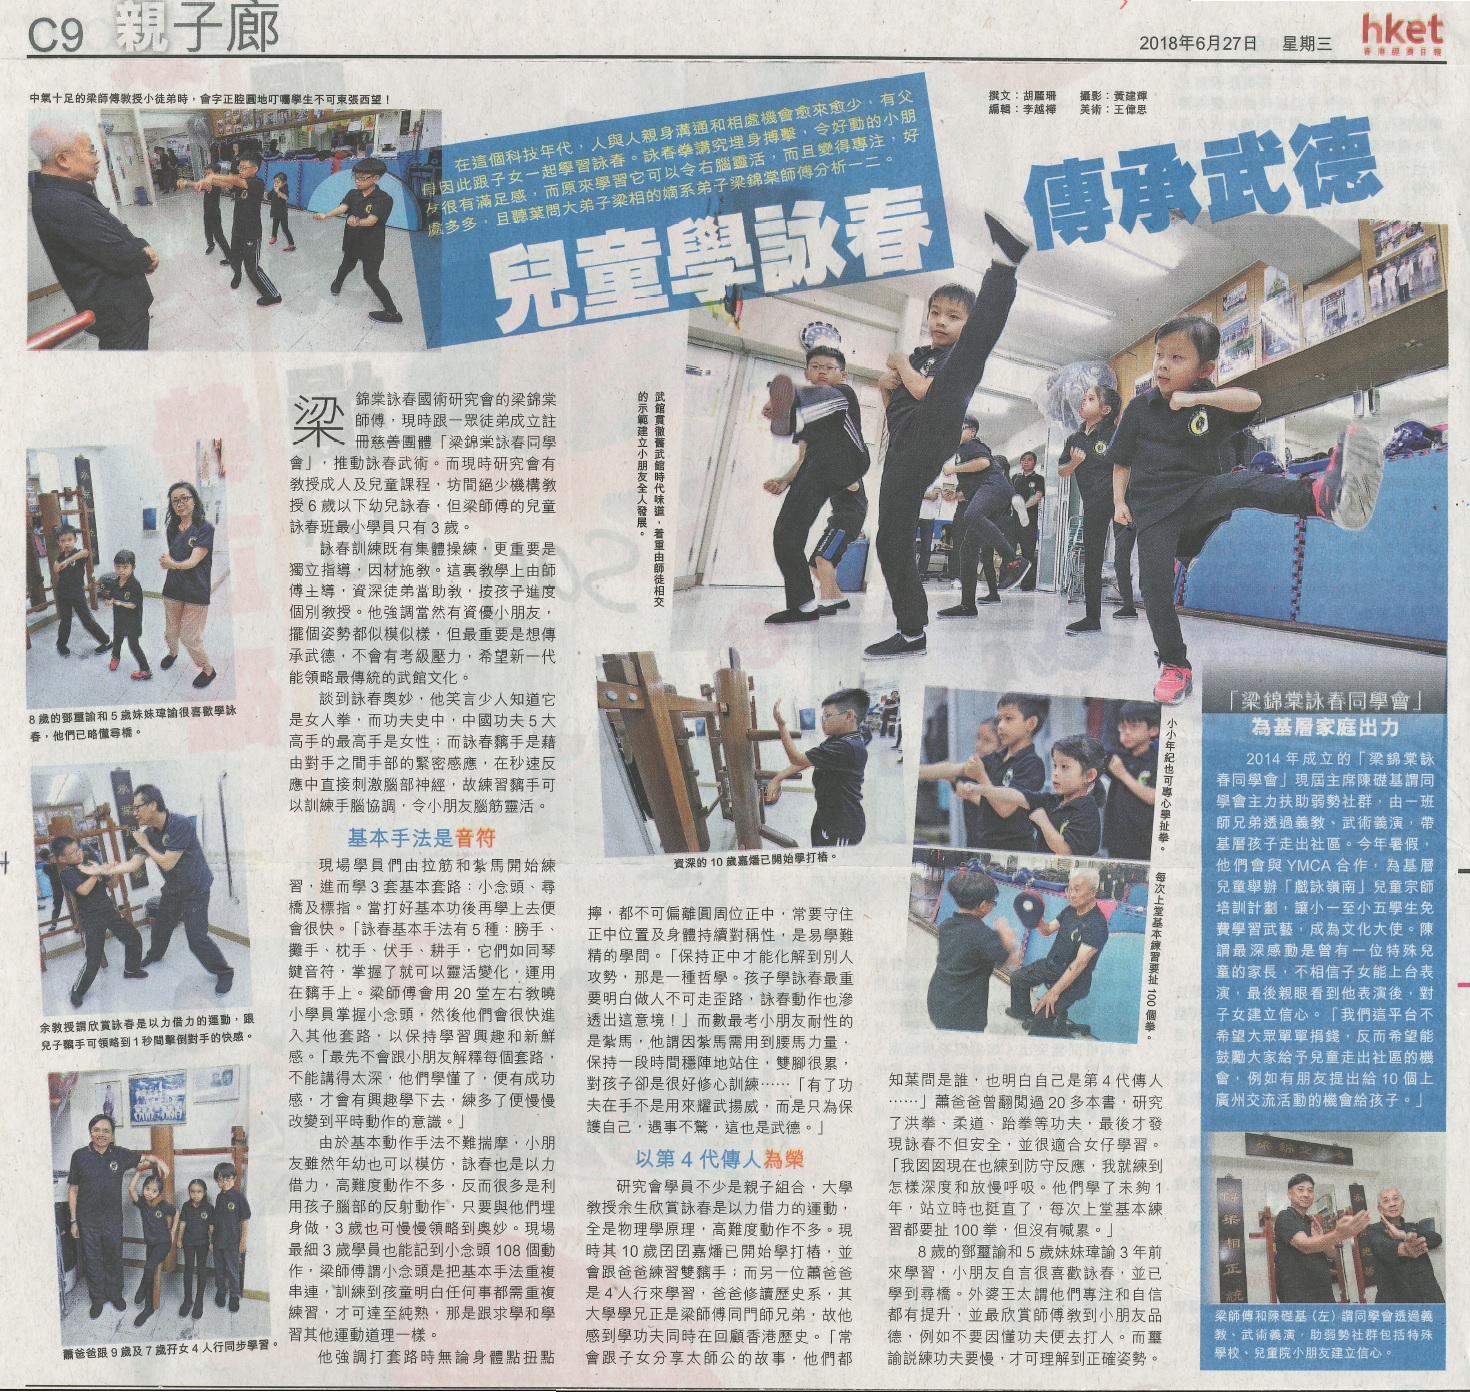 C9 親子廊
2018年6月27日 星期三
hket
香港經濟日報
中氣十足的梁師傅教授小徒弟時，會字正腔圓地叮囑學生不可東張西望！
撰文：胡麗珊 攝影：黃建輝
編輯：李越樺 美術：王偉思
在這個科技年代，人與人親身溝通和相處機會愈來愈少，有父
母因此跟子女一起學習詠春。詠春拳講究埋身搏擊，令好動的小朋
友很有滿足感，而原來學習它可以令右腦靈活，而且變得專注，好
處多多，且聽葉問大弟子梁相的嫡系弟子梁錦棠師傅分析一二。
兒童學詠春
傳承武德
梁錦棠詠春國術研究會的梁錦棠
師傅，現時跟一眾徒弟成立註
冊慈善團體「梁錦棠詠春同學
會」，推動詠春武術。而現時研究會有
教授成人及兒童課程，坊間絕少機構教
授6歲以下幼兒詠春，但梁師傅的兒童
詠春班最小學員只有3歲。
詠春訓練既有集體操練，更重要是
獨立指導，因材施教。這裏教學上由師
傅主導，資深徒弟當助教，按孩子進度
個別教授。他強調當然有資優小朋友，
擺個姿勢都似模似樣，但最重要是想傳
承武德，不會有考級壓力，希望新一代
能領略最傳統的武館文化。
談到詠春奧妙，他笑言少人知道它
是女人拳，而功夫史中，中國功夫5大
高手的最高手是女性；而詠春黐手是藉
由對手之間手部的緊密感應，在秒速反
應中直接刺激腦部神經，故練習黐手可
以訓練手腦協調，令小朋友腦筋靈活。
基本手法是音符
現場學員們由拉筋和紮馬開始練
習，進而學3套基本套路：小念頭、尋
橋及標指。當打好基本功後再學上去便
會很快。「詠春基本手法有5種：膀手、
攤手、枕手、伏手、耕手，它們如同琴
鍵音符，掌握了就可以靈活變化，運用
在黐手上。梁師傅會用20堂左右教曉
小學員掌握小念頭，然後他們會很快進
入其他套路，以保持學習興趣和新鮮
感。「最先不會跟小朋友解釋每個套路，
不能講得太深，他們學懂了，便有成功
感，才會有興趣學下去，練多了便慢慢
改變到平時動作的意識。」
由於基本動作手法不難揣摩，小朋
友雖然年幼也可以模仿，詠春也是以力
借力，高難度動作不多，反而很多是利
用孩子腦部的反射動作，只要與他們埋
身做，3歲也可慢慢領略到奧妙。現場
最細3歲學員也能記到小念頭108個動
作，梁師傅謂小念頭是把基本手法重複
串連，訓練到孩童明白任何事都需重複
練習，才可達至純熟，那是跟求學和學
習其他運動道理一樣。
他強調打套路時無論身體點扭點
擰，都不可偏離圓周位正中，常要守住
正中位置及身體持續對稱性，是易學難
精的學問。「保持正中才能化解到別人
攻勢，那是一種哲學。孩子學詠春最重
要明白做人不可走歪路，詠春動作也滲
透出這意境！」而數最考小朋友耐性的
是紮馬，他謂因紮馬需用到腰馬力量，
保持一段時間穩陣地站住，雙腳很累，
對孩子卻是很好修心訓練……「有了功
夫在手不是用來耀武揚威，而是只為保
護自己，遇事不驚，這也是武德。」
以第4代傳人為榮
研究會學員不少是親子組合，大學
教授余生欣賞詠春是以力借力的運動，
全是物理學原理，高難度動作不多。現
時其10歲囝囝嘉燔已開始學打樁，並
會跟爸爸練習雙黐手；而另一位蕭爸爸
是4人行來學習，爸爸修讀歷史系，其
大學學兄正是梁師傅同門師兄弟，故他
感到學功夫同時在回顧香港歷史。「常
會跟子女分享太師公的故事，他們都
知葉問是誰，也明白自己是第4代傳人
……」蕭爸爸曾翻閱過20多本書，研究
了洪拳、柔道、跆拳等功夫，最後才發
現詠春不但安全，並很適合女仔學習。
「我囡囡現在也練到防守反應，我就練到
怎樣深度和放慢呼吸。他們學了未夠1
年，站立時也挺直了，每次上堂基本練
習都要扯100拳，但沒有喊累。」
8歲的鄧璽諭和5歲妹妹瑋諭3年前
來學習，小朋友自言很喜歡詠春，並已
學到尋橋。外婆王太謂他們專注和自信
都有提升，並最欣賞師傅教到小朋友品
德，例如不要因懂功夫便去打人。而璽
諭說練功夫要慢，才可理解到正確姿勢。
武館貫徹舊武館時代味道，着重由師徒相交
的示範建立小朋友全人發展。
8歲的鄧璽諭和5歲妹妹瑋諭很喜歡學詠
春，他們已略懂尋橋。
余教授謂欣賞詠春是以力借力的運動，跟
兒子黐手可領略到1秒間擊倒對手的快感。
蕭爸爸跟9歲及7歲孖女4人行同步學習。
資深的10歲嘉燔已開始學打樁。
小小年紀也可專心學扯拳。
每次上堂基本練習要扯100個拳。
「梁錦棠詠春同學會」
為基層家庭出力
2014年成立的「梁錦棠詠
春同學會」現屆主席陳礎基謂同
學會主力扶助弱勢社群，由一班
師兄弟透過義教、武術義演，帶
基層孩子走出社區。今年暑假，
他們會與YMCA合作，為基層
兒童舉辦「戲詠嶺南」兒童宗師
培訓計劃，讓小一至小五學生免
費學習武藝，成為文化大使。陳
謂最深感動是曾有一位特殊兒
童的家長，不相信子女能上台表
演，最後親眼看到他表演後，對
子女建立信心。「我們這平台不
希望大眾單單捐錢，反而希望能
鼓勵大家給予兒童走出社區的機
會，例如有朋友提出給10個上
廣州交流活動的機會給孩子。」
梁相正統
梁師傅和陳礎基（左）謂同學會透過義
教、武術義演，助弱勢社群包括特殊
學校、兒童院小朋友建立信心。